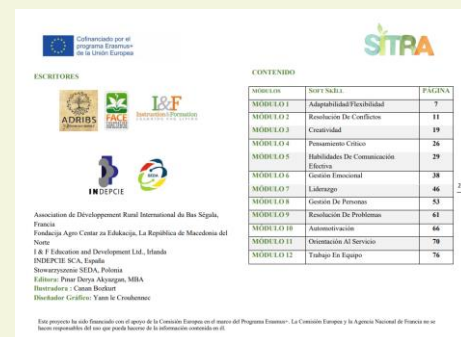 Cofinanciado por el
programa Erasmus+
de la Unión Europea
SITRA
ESCRITORES
ADRIBS
FACE
I&F
Instruction & Formation
INDEPCIE
SEDA
Association de Développement Rural International du Bas Ségala,
Francia
Fondacija Agro Centar za Edukacija, La República de Macedonia del
Norte
I & F Education and Development Ltd., Irlanda
INDEPCIE SCA, España
Stowarzyszenie SEDA, Polonia
Editora: Pınar Derya Akyazgan, MBA
Ilustradora : Canan Bozkurt
Diseñador Gráfico: Yann le Crouhennec
CONTENIDO
MÓDULOS SOFT SKİLL PÁGINA
MÓDULO 1 Adaptabilidad/Flexibilidad 7
MÓDULO 2 Resolución De Conflictos 11
MÓDULO 3 Creatividad 19
MÓDULO 4 Pensamiento Crítico 26
MÓDULO 5 Habilidades De Comunicación Efectiva 29
MÓDULO 6 Gestión Emocional 38
MÓDULO 7 Liderazgo 46
MÓDULO 8 Gestión De Personas 53
MÓDULO 9 Resolución De Problemas 61
MÓDULO 10 Automotivación 66
MÓDULO 11 Orientación Al Servicio 70
MÓDULO 12 Trabajo En Equipo 76
2
Este proyecto ha sido financiado con el apoyo de la Comisión Europea en el marco del Programa Erasmus+. La Comisión Europea y la Agencia Nacional de Francia no se
hacen responsables del uso que pueda hacerse de la información contenida en él.